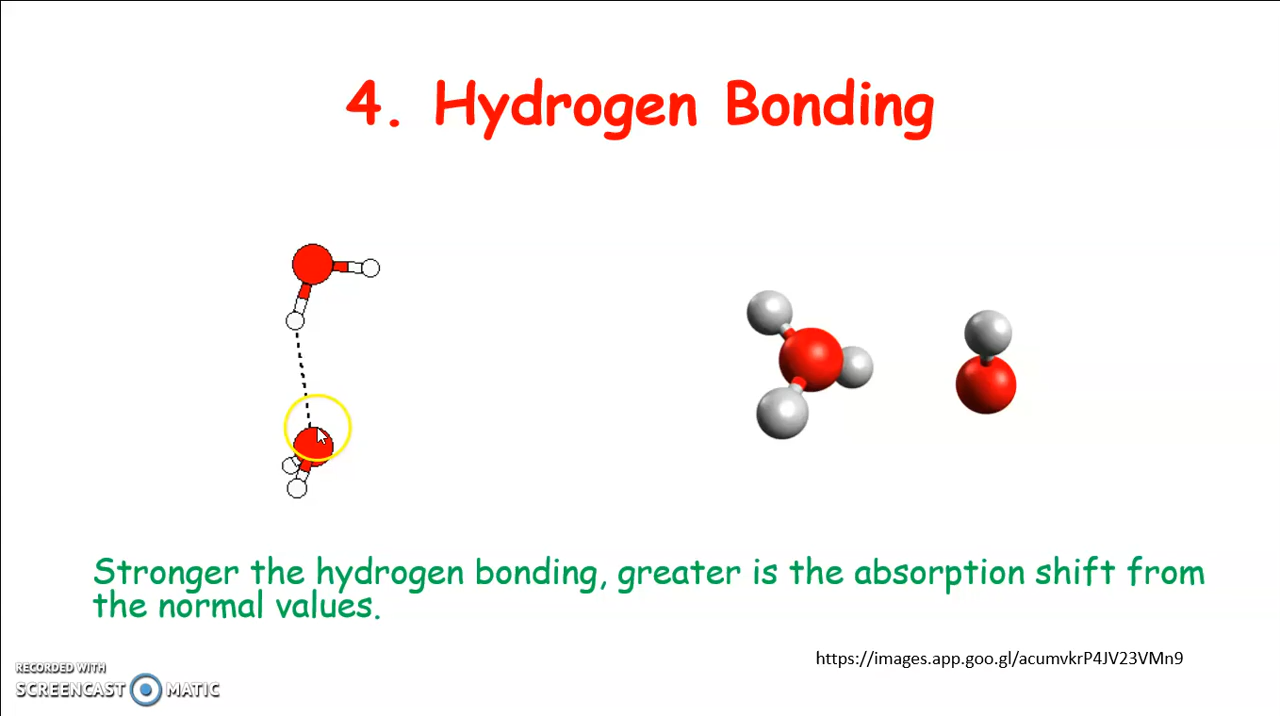 4. Hydrogen Bonding
Stronger the hydrogen bonding, greater is the absorption shift from
the normal values.
https://images.app.goo.gl/acumvkrP4JV23VMn9
RECORDED WITH
SCREENCAST MATIC